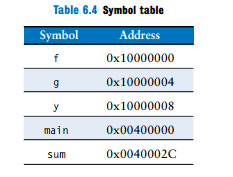 Table 6.4 Symbol table
Symbol Address
f 0x10000000
g 0x10000004
y 0x10000008
main 0x00400000
sum 0x0040002C